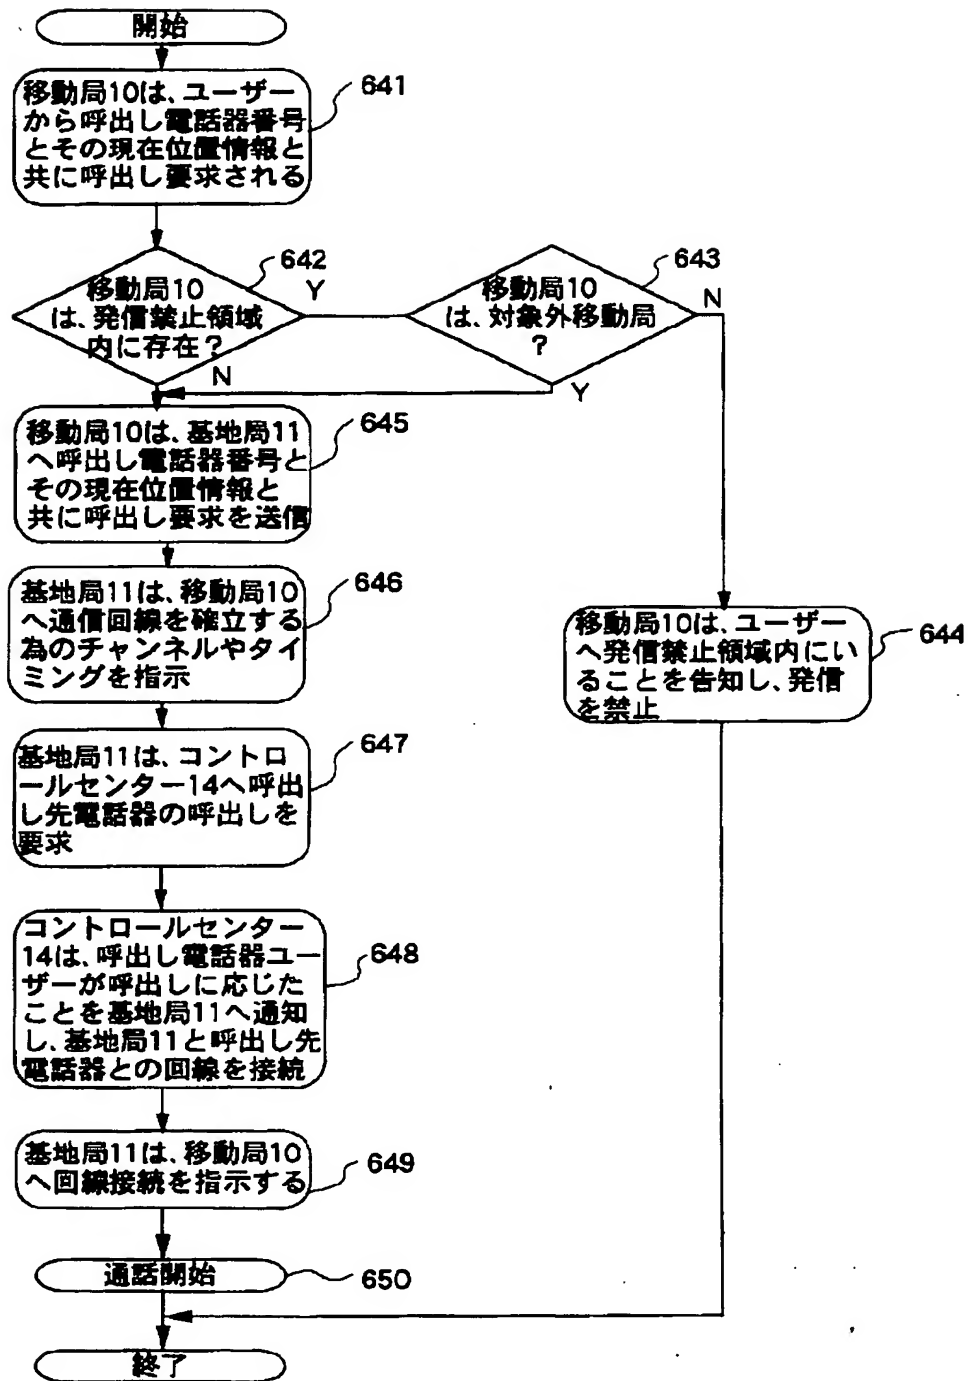 開始
移動局10は、ユーザー
から呼出し電話器番号
とその現在位置情報と
共に呼出し要求される
641
移動局10
は、発信禁止領域
内に存在？
642
Y
N
移動局10
は、対象外移動局
？
643
N
Y
移動局10は、基地局11
へ呼出し電話器番号と
その現在位置情報と
共に呼出し要求を送信
645
基地局11は、移動局10
へ通信回線を確立する
為のチャンネルやタイ
ミングを指示
646
移動局10は、ユーザー
へ発信禁止領域内にい
ることを告知し、発信
を禁止
644
基地局11は、コントロ
ールセンター14へ呼出
し先電話器の呼出しを
要求
647
コントロールセンター
14は、呼出し電話器ユー
ザーが呼出しに応じた
ことを基地局11へ通知
し、基地局11と呼出し先
電話器との回線を接続
648
基地局11は、移動局10
へ回線接続を指示する
649
通話開始
650
終了